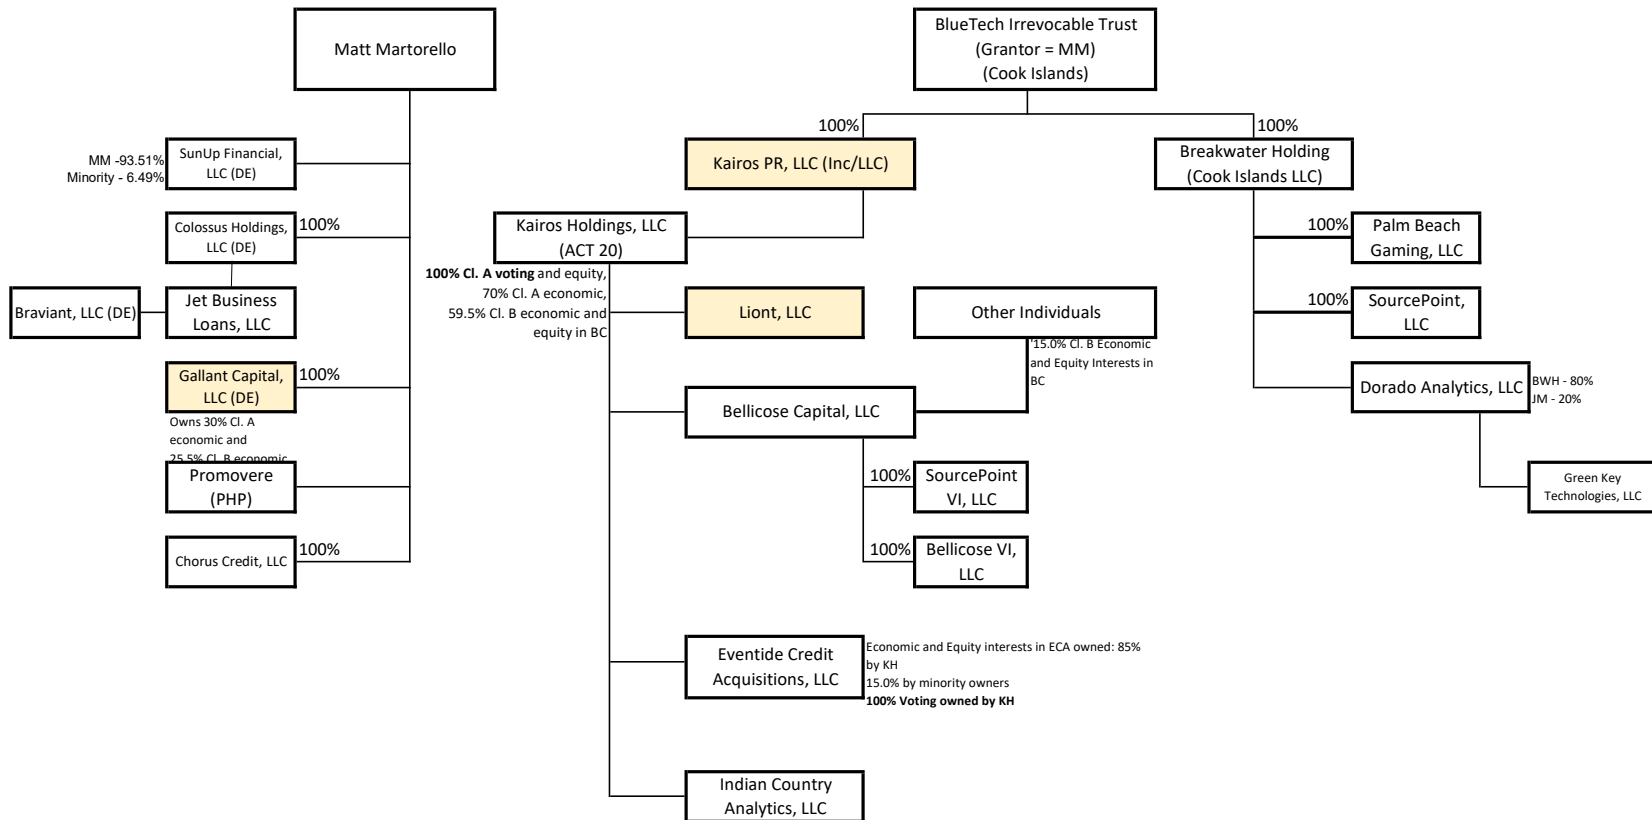 Matt Martorello
BlueTech Irrevocable Trust
(Grantor = MM)
(Cook Islands)
100%
100%
MM -93.51%
Minority - 6.49%
SunUp Financial,
LLC (DE)
Kairos PR, LLC (Inc/LLC)
Breakwater Holding
(Cook Islands LLC)
Colossus Holdings,
LLC (DE)
100%
Kairos Holdings, LLC
(ACT 20)
100%
Palm Beach
Gaming, LLC
100% Cl. A voting and equity,
70% Cl. A economic,
59.5% Cl. B economic and
equity in BC
Braviant, LLC (DE)
Jet Business
Loans, LLC
Liont, LLC
Other Individuals
100%
SourcePoint,
LLC
'15.0% Cl. B Economic
and Equity Interests in
BC
Gallant Capital,
LLC (DE)
100%
Dorado Analytics, LLC
BWH - 80%
JM - 20%
Owns 30% Cl. A
economic and
25.5% Cl. B economic
Bellicose Capital, LLC
Promovere
(PHP)
100%
SourcePoint
VI, LLC
Green Key
Technologies, LLC
Chorus Credit, LLC
100%
100%
Bellicose VI,
LLC
Eventide Credit
Acquisitions, LLC
Economic and Equity interests in ECA owned: 85%
by KH
15.0% by minority owners
100% Voting owned by KH
Indian Country
Analytics, LLC